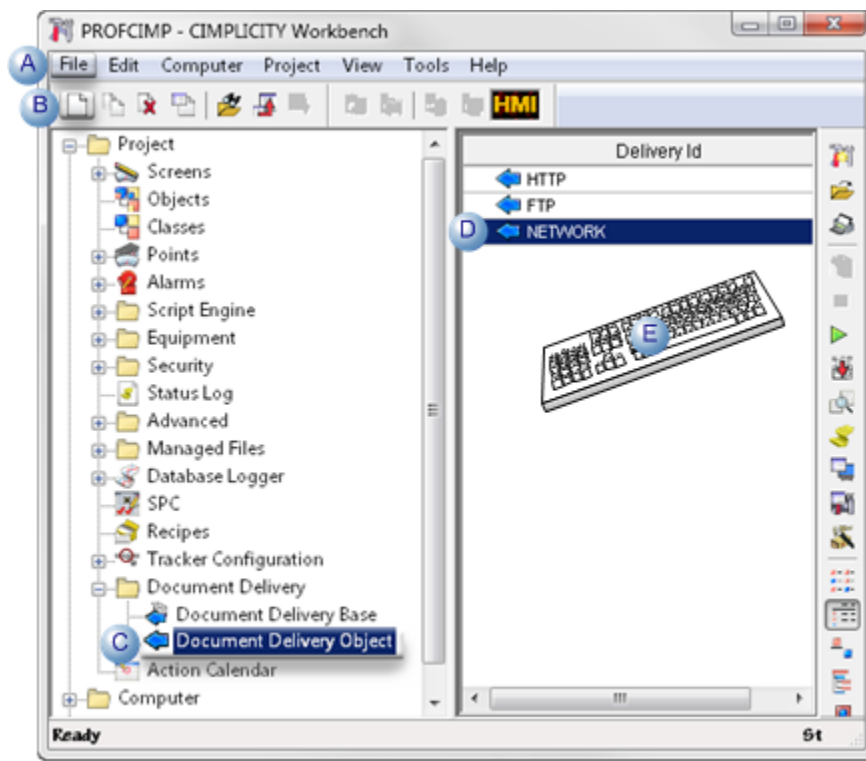 PROFCIMP - CIMPLICITY Workbench
A File Edit Computer Project View Tools Help
B HMI
Project
Screens
Objects
Classes
Points
Alarms
Script Engine
Equipment
Security
Status Log
Advanced
Managed Files
Database Logger
SPC
Recipes
Tracker Configuration
Document Delivery
Document Delivery Base
C Document Delivery Object
Action Calendar
Computer
Delivery Id
HTTP
FTP
D NETWORK
E
Ready St